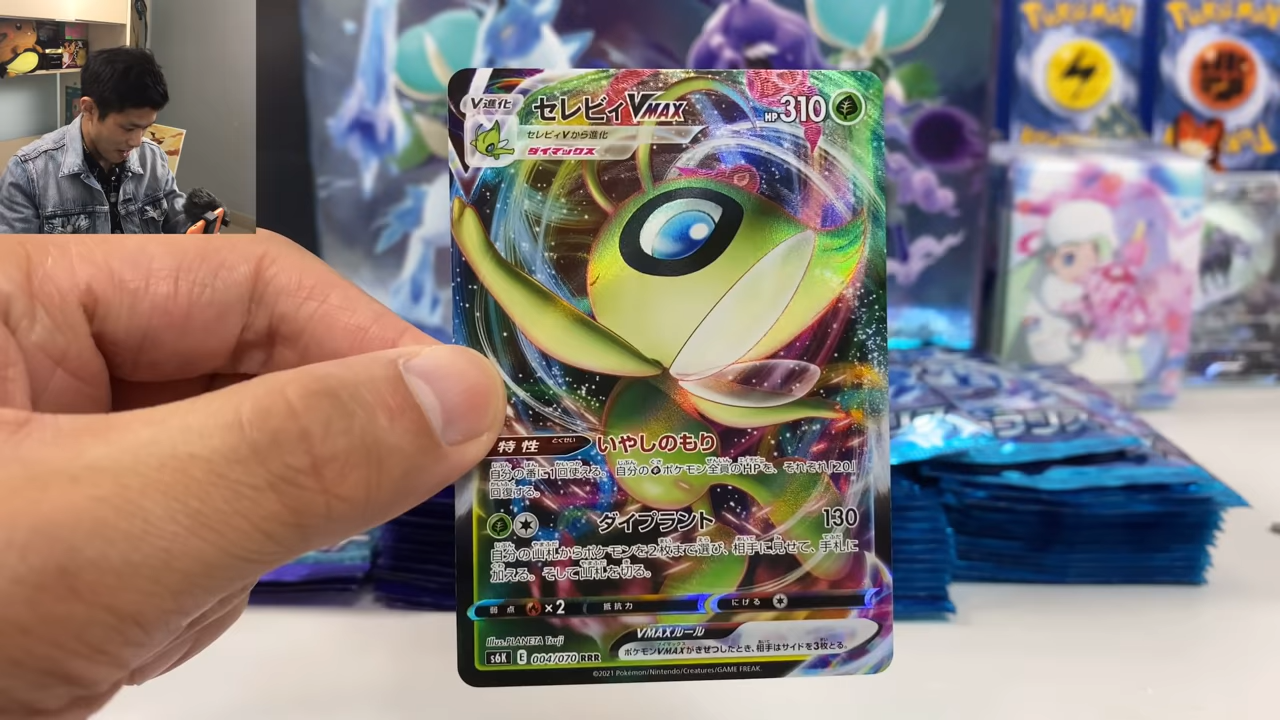 V進化
セレビィVMAX
HP310
セレビィVから進化
ダイマックス
Pokémon
Pokémon
特性
とくせい
いやしのもり
自分の番に1回使える。自分のポケモン全員のHPを、それぞれ「20」
回復する。
ダイプラント 130
自分の山札からポケモンを2枚まで選び、相手に見せて、手札に
加える。そして山札を切る。
弱点 ×2 抵抗力 にげる
Illus. PLANETA Tsuji
VMAXルール
ポケモンVMAXがきぜつしたとき、相手はサイドを3枚とる。
s6K E 004/070 RRR
©2021 Pokémon/Nintendo/Creatures/GAME FREAK.